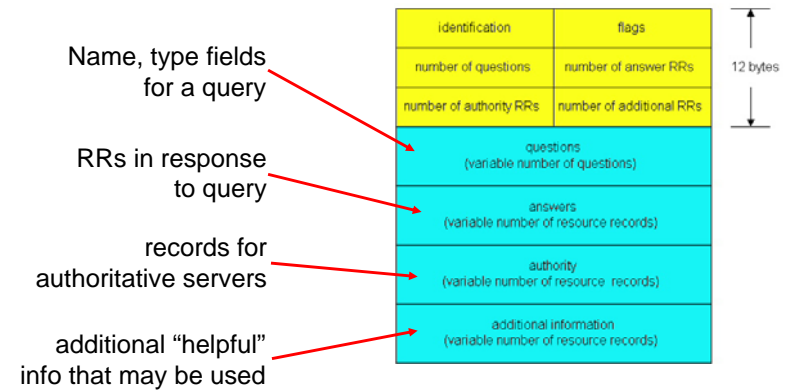 identification
flags
number of questions
number of answer RRs
number of authority RRs
number of additional RRs
12 bytes
Name, type fields
for a query
questions
(variable number of questions)
RRs in response
to query
answers
(variable number of resource records)
records for
authoritative servers
authority
(variable number of resource records)
additional “helpful”
info that may be used
additional information
(variable number of resource records)